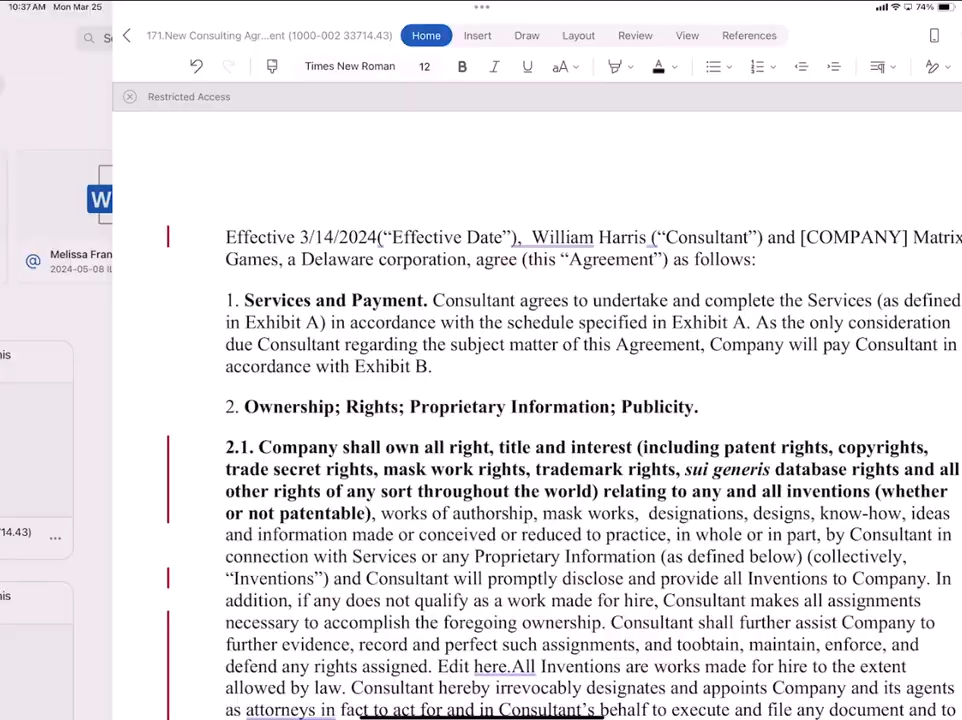 10:37 AM Mon Mar 25
74%
171.New Consulting Agr...ent (1000-002 33714.43)
Home
Insert
Draw
Layout
Review
View
References
Times New Roman
12
B
I
U
aA
A
Restricted Access
W
@
Melissa Fran
2024-05-08 IL
his
714.43)
...
his
Effective 3/14/2024(“Effective Date”), William Harris (“Consultant”) and [COMPANY] Matrix
Games, a Delaware corporation, agree (this “Agreement”) as follows:
1. Services and Payment. Consultant agrees to undertake and complete the Services (as defined
in Exhibit A) in accordance with the schedule specified in Exhibit A. As the only consideration
due Consultant regarding the subject matter of this Agreement, Company will pay Consultant in
accordance with Exhibit B.
2. Ownership; Rights; Proprietary Information; Publicity.
2.1. Company shall own all right, title and interest (including patent rights, copyrights,
trade secret rights, mask work rights, trademark rights, sui generis database rights and all
other rights of any sort throughout the world) relating to any and all inventions (whether
or not patentable), works of authorship, mask works, designations, designs, know-how, ideas
and information made or conceived or reduced to practice, in whole or in part, by Consultant in
connection with Services or any Proprietary Information (as defined below) (collectively,
“Inventions”) and Consultant will promptly disclose and provide all Inventions to Company. In
addition, if any does not qualify as a work made for hire, Consultant makes all assignments
necessary to accomplish the foregoing ownership. Consultant shall further assist Company to
further evidence, record and perfect such assignments, and toobtain, maintain, enforce, and
defend any rights assigned. Edit here.All Inventions are works made for hire to the extent
allowed by law. Consultant hereby irrevocably designates and appoints Company and its agents
as attorneys in fact to act for and in Consultant’s behalf to execute and file any document and to